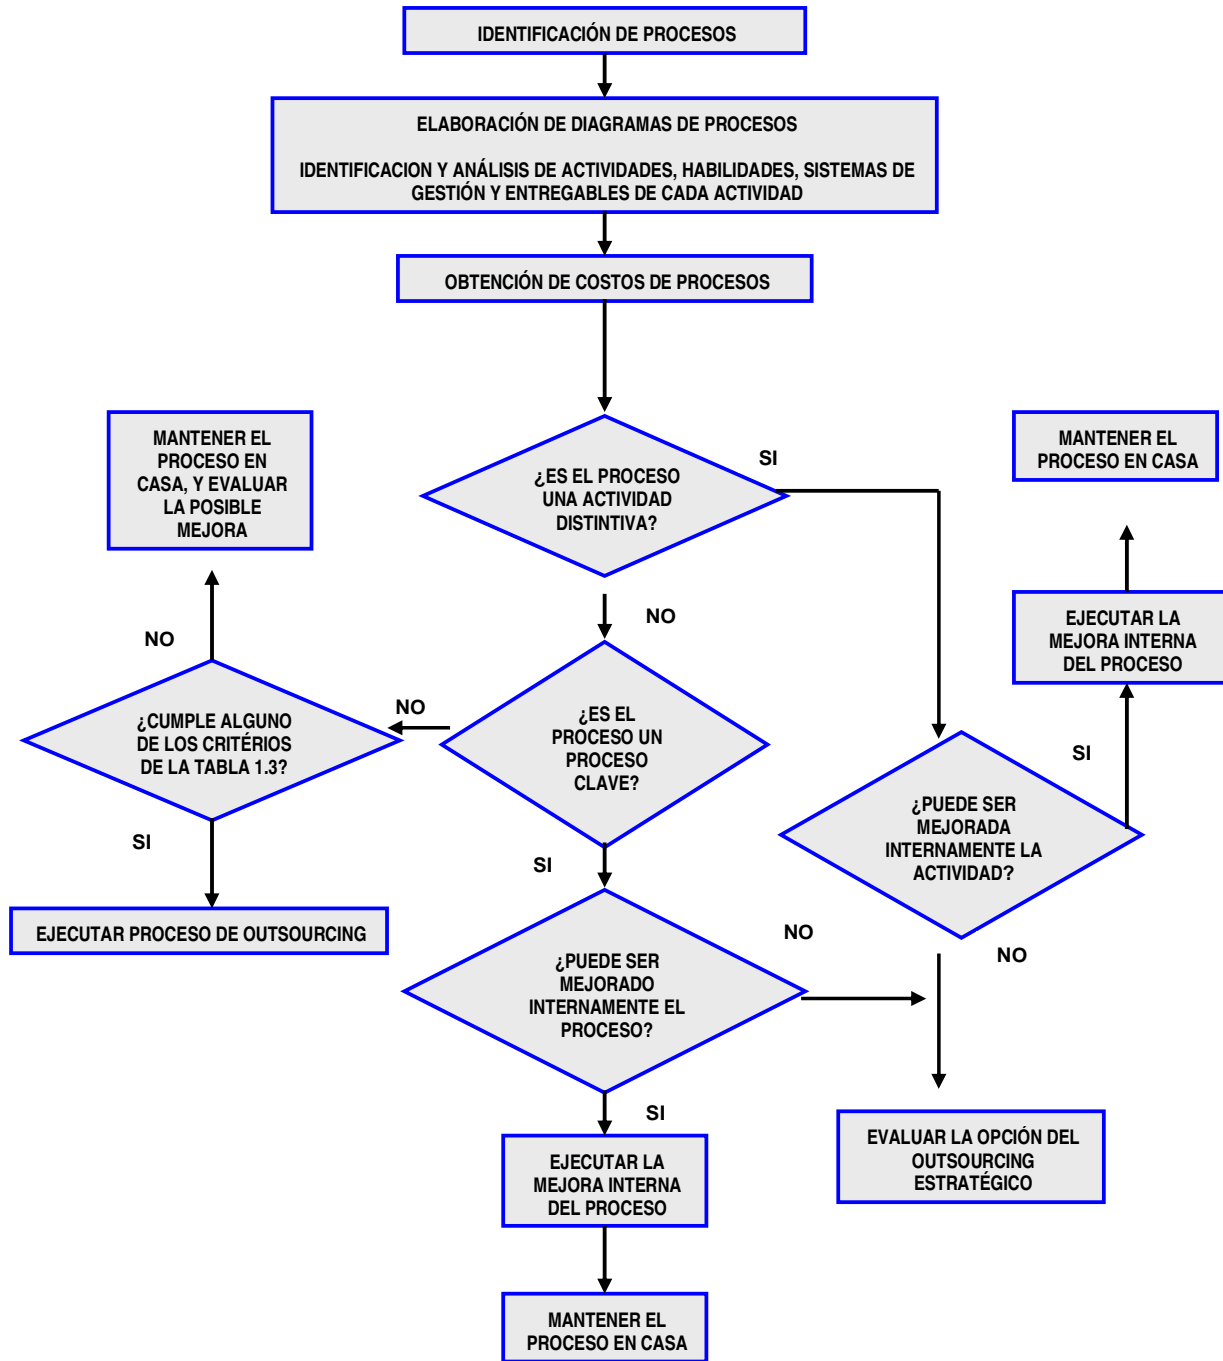 IDENTIFICACIÓN DE PROCESOS
ELABORACIÓN DE DIAGRAMAS DE PROCESOS
IDENTIFICACION Y ANÁLISIS DE ACTIVIDADES, HABILIDADES, SISTEMAS DE
GESTIÓN Y ENTREGABLES DE CADA ACTIVIDAD
OBTENCIÓN DE COSTOS DE PROCESOS
MANTENER EL
PROCESO EN
CASA, Y EVALUAR
LA POSIBLE
MEJORA
¿ES EL PROCESO
UNA ACTIVIDAD
DISTINTIVA?
SI
MANTENER EL
PROCESO EN CASA
NO
NO
EJECUTAR LA
MEJORA INTERNA
DEL PROCESO
¿CUMPLE ALGUNO
DE LOS CRITÉRIOS
DE LA TABLA 1.3?
NO
¿ES EL
PROCESO UN
PROCESO
CLAVE?
SI
¿PUEDE SER
MEJORADA
INTERNAMENTE LA
ACTIVIDAD?
SI
SI
EJECUTAR PROCESO DE OUTSOURCING
¿PUEDE SER
MEJORADO
INTERNAMENTE EL
PROCESO?
NO
NO
SI
EJECUTAR LA
MEJORA INTERNA
DEL PROCESO
EVALUAR LA OPCIÓN DEL
OUTSOURCING
ESTRATÉGICO
MANTENER EL
PROCESO EN CASA